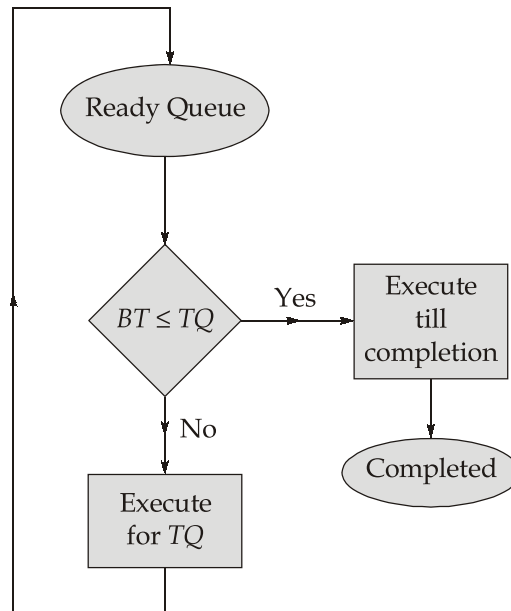 Ready Queue
BT ≤ TQ
Yes
Execute
till
completion
No
Completed
Execute
for TQ